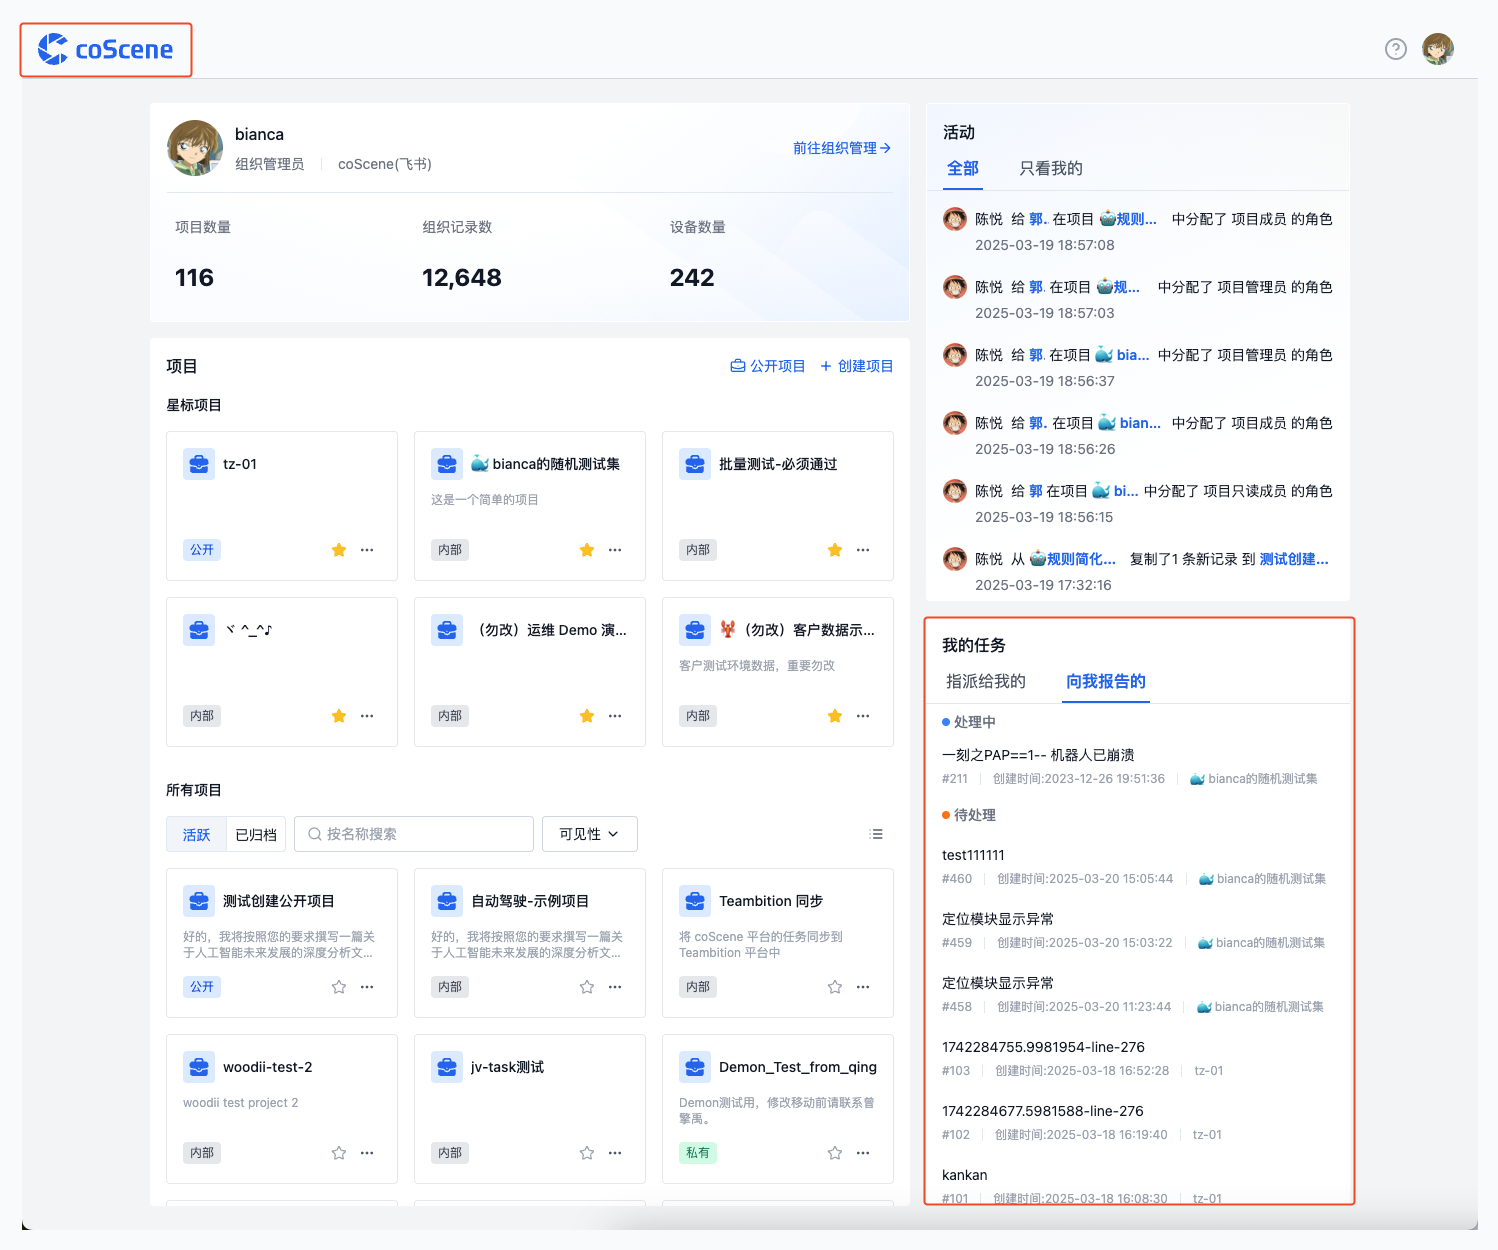 coScene
bianca
组织管理员
coScene(飞书)
前往组织管理
项目数量
组织记录数
设备数量
116
12,648
242
项目
公开项目
创建项目
星标项目
tz-01
公开
bianca的随机测试集
这是一个简单的项目
内部
批量测试-必须通过
内部
ヾ ^_^♪
内部
（勿改）运维 Demo 演...
内部
（勿改）客户数据示...
客户测试环境数据，重要勿改
内部
所有项目
活跃
已归档
按名称搜索
可见性
测试创建公开项目
好的，我将按照您的要求撰写一篇关
于人工智能未来发展的深度分析文...
公开
自动驾驶-示例项目
好的，我将按照您的要求撰写一篇关
于人工智能未来发展的深度分析文...
内部
Teambition 同步
将 coScene 平台的任务同步到
Teambition 平台中
内部
woodii-test-2
woodii test project 2
内部
jv-task测试
内部
Demon_Test_from_qing
Demon测试用，修改移动前请联系曾
擎禹。
私有
活动
全部
只看我的
陈悦 给 郭.. 在项目 规则... 中分配了 项目成员 的角色
2025-03-19 18:57:08
陈悦 给 郭. 在项目 规... 中分配了 项目管理员 的角色
2025-03-19 18:57:03
陈悦 给 郭. 在项目 bia... 中分配了 项目管理员 的角色
2025-03-19 18:56:37
陈悦 给 郭. 在项目 bian... 中分配了 项目成员 的角色
2025-03-19 18:56:26
陈悦 给 郭 在项目 bi... 中分配了 项目只读成员 的角色
2025-03-19 18:56:15
陈悦 从 规则简化... 复制了1 条新记录 到 测试创建...
2025-03-19 17:32:16
我的任务
指派给我的
向我报告的
处理中
一刻之PAP==1-- 机器人已崩溃
#211 创建时间:2023-12-26 19:51:36 bianca的随机测试集
待处理
test111111
#460 创建时间:2025-03-20 15:05:44 bianca的随机测试集
定位模块显示异常
#459 创建时间:2025-03-20 15:03:22 bianca的随机测试集
定位模块显示异常
#458 创建时间:2025-03-20 11:23:44 bianca的随机测试集
1742284755.9981954-line-276
#103 创建时间:2025-03-18 16:52:28 tz-01
1742284677.5981588-line-276
#102 创建时间:2025-03-18 16:19:40 tz-01
kankan
#101 创建时间:2025-03-18 16:08:30 tz-01